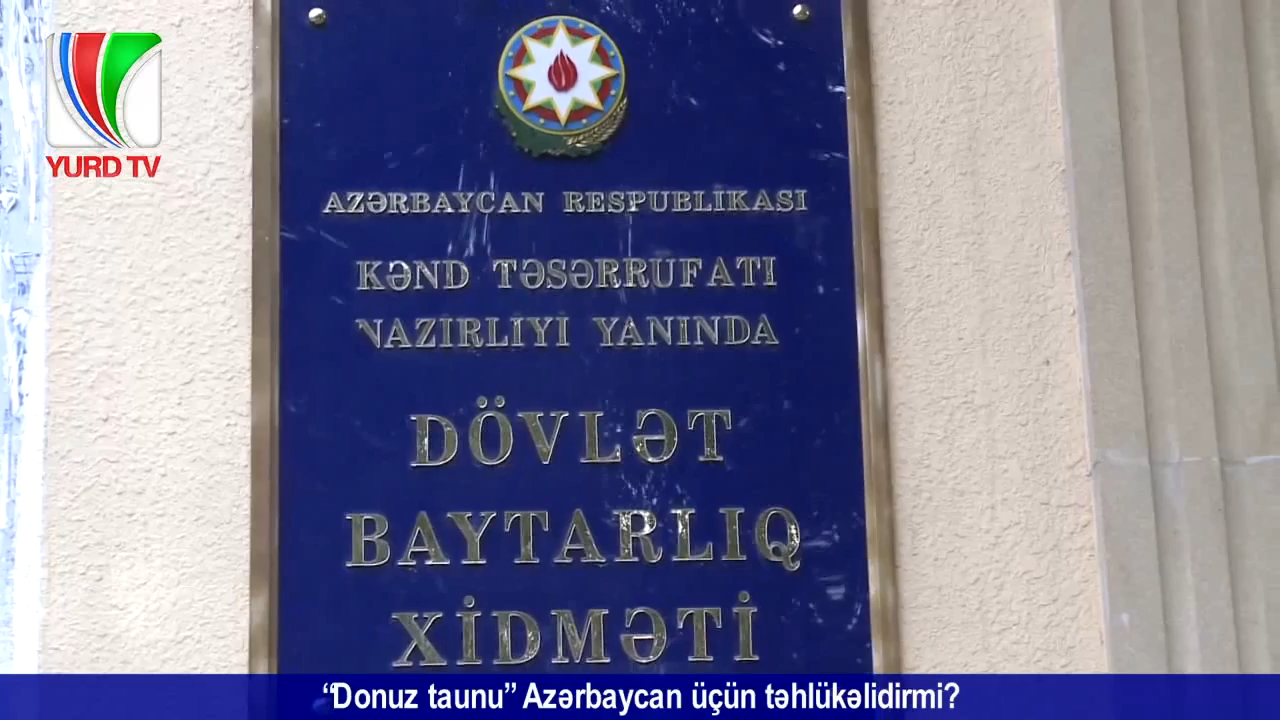 YURD TV
AZƏRBAYCAN RESPUBLIKASI
KƏND TƏSƏRRUFATI
NAZIRLIYI YANINDA
DÖVLƏT
BAYTARLIQ
XİDMƏTİ
“Donuz taunu” Azərbaycan üçün təhlükəlidirmi?